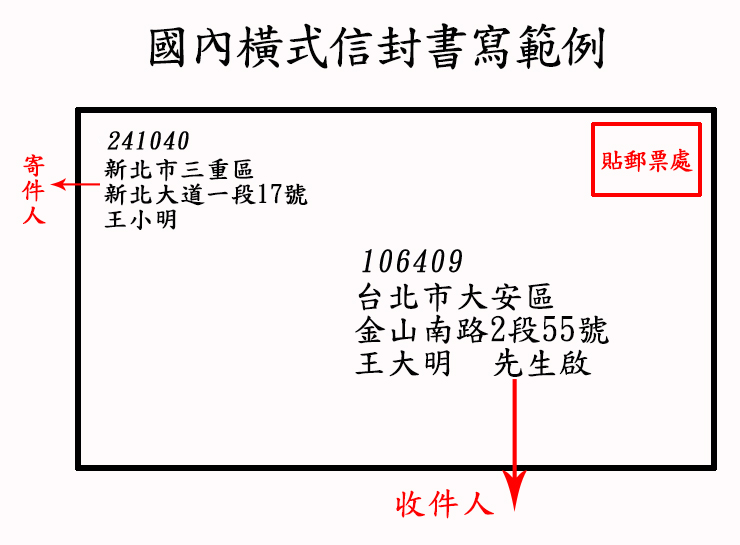 國內橫式信封書寫範例
241040
新北市三重區
新北大道一段17號
王小明
寄件人
貼郵票處
106409
台北市大安區
金山南路2段55號
王大明 先生啟
收件人